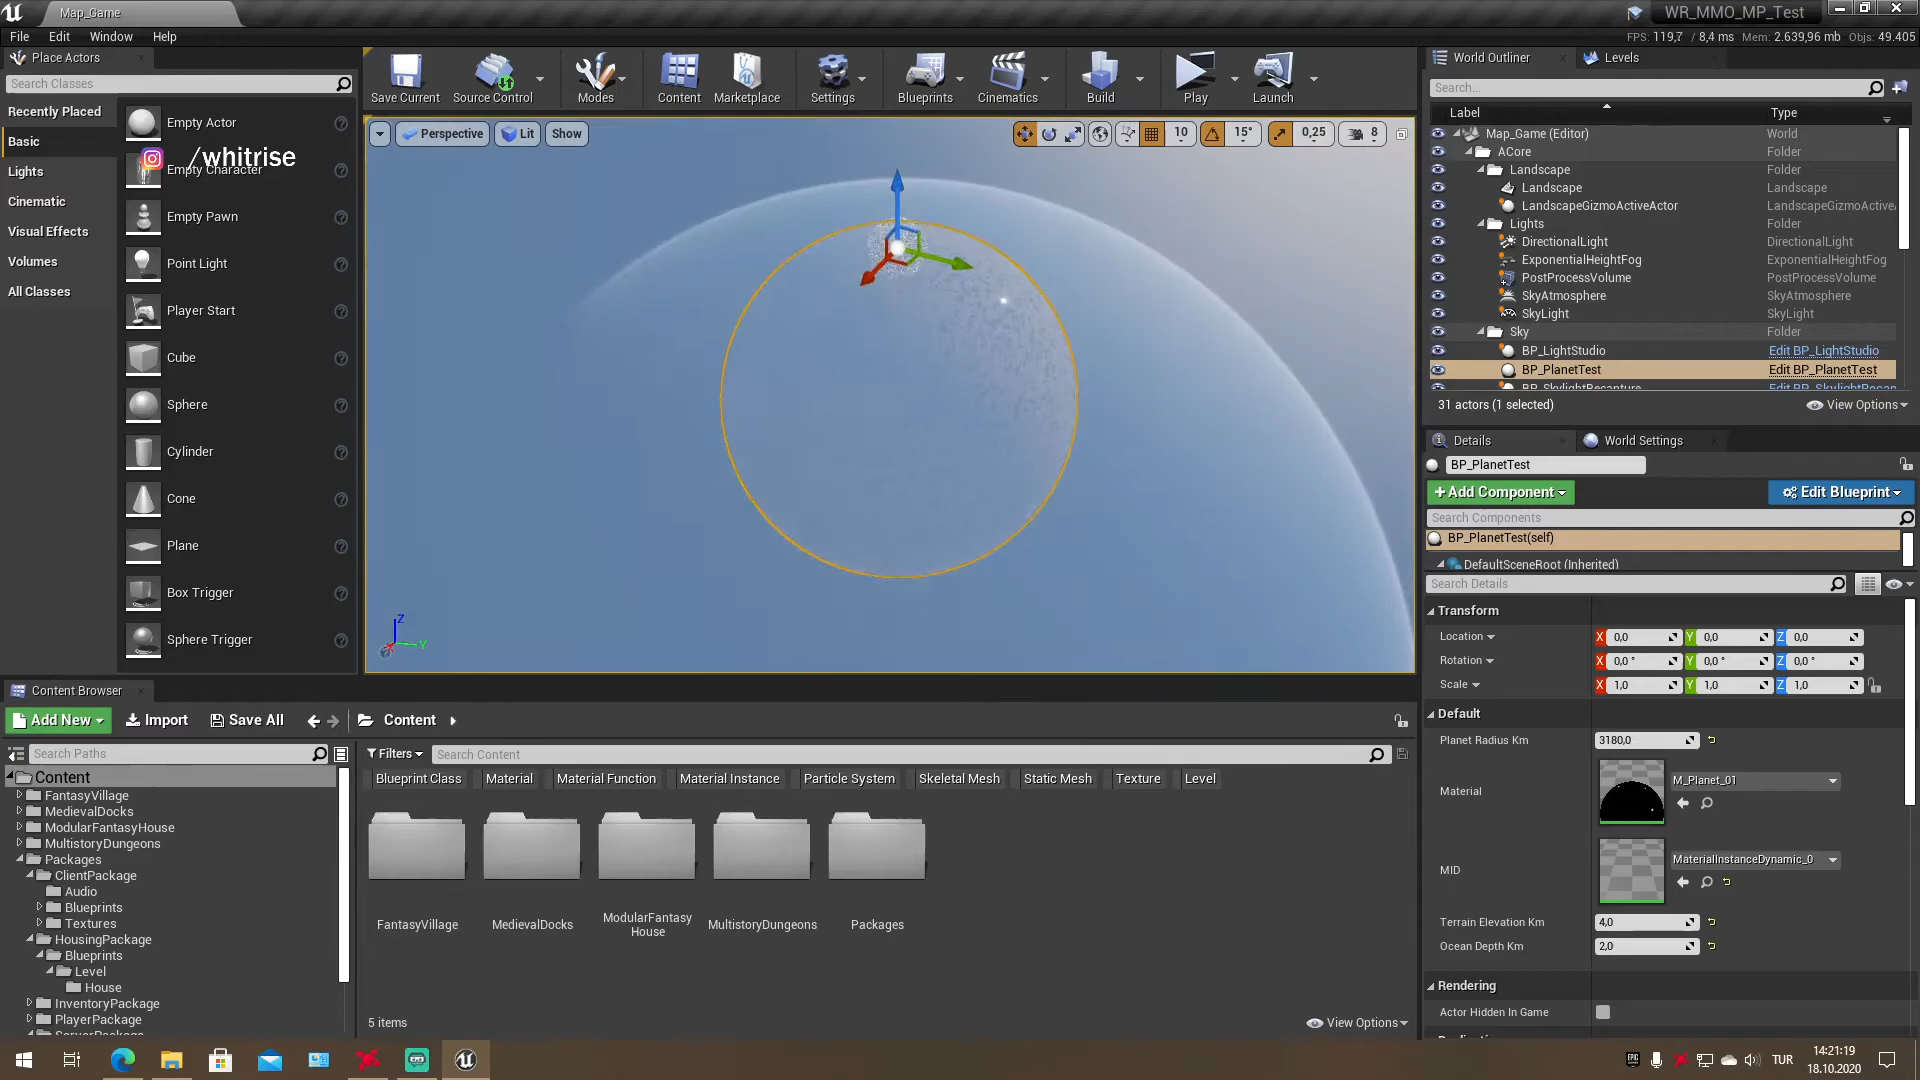 Map_Game
WR_MMO_MP_Test
File Edit Window Help
FPS: 119,7 / 8,4 ms Mem: 2.639,96 mb Objs: 49.405
Place Actors
Search Classes
Recently Placed
Basic
Lights
Cinematic
Visual Effects
Volumes
All Classes
Empty Actor
/whitrise
Empty Character
Empty Pawn
Point Light
Player Start
Cube
Sphere
Cylinder
Cone
Plane
Box Trigger
Sphere Trigger
Save Current Source Control Modes Content Marketplace Settings Blueprints Cinematics Build Play Launch
Perspective Lit Show 10 15° 0,25 8
Z
Y
World Outliner Levels
Search...
Label Type
Map_Game (Editor) World
ACore Folder
Landscape Folder
Landscape Landscape
LandscapeGizmoActiveActor LandscapeGizmoActive
Lights Folder
DirectionalLight DirectionalLight
ExponentialHeightFog ExponentialHeightFog
PostProcessVolume PostProcessVolume
SkyAtmosphere SkyAtmosphere
SkyLight SkyLight
Sky Folder
BP_LightStudio Edit BP_LightStudio
BP_PlanetTest Edit BP_PlanetTest
31 actors (1 selected) View Options
Details World Settings
BP_PlanetTest
+Add Component Edit Blueprint
Search Components
BP_PlanetTest(self)
DefaultSceneRoot (Inherited)
Search Details
Transform
Location X 0,0 Y 0,0 Z 0,0
Rotation X 0,0 ° Y 0,0 ° Z 0,0 °
Scale X 1,0 Y 1,0 Z 1,0
Default
Planet Radius Km 3180,0
Material M_Planet_01
MID MaterialInstanceDynamic_0
Terrain Elevation Km 4,0
Ocean Depth Km 2,0
Rendering
Actor Hidden In Game
Content Browser
Add New Import Save All Content
Search Paths
Content
FantasyVillage
MedievalDocks
ModularFantasyHouse
MultistoryDungeons
Packages
ClientPackage
Audio
Blueprints
Textures
HousingPackage
Blueprints
Level
House
InventoryPackage
PlayerPackage
Filters Search Content
Blueprint Class Material Material Function Material Instance Particle System Skeletal Mesh Static Mesh Texture Level
FantasyVillage MedievalDocks ModularFantasy House MultistoryDungeons Packages
5 items View Options
TUR 14:21:19
18.10.2020